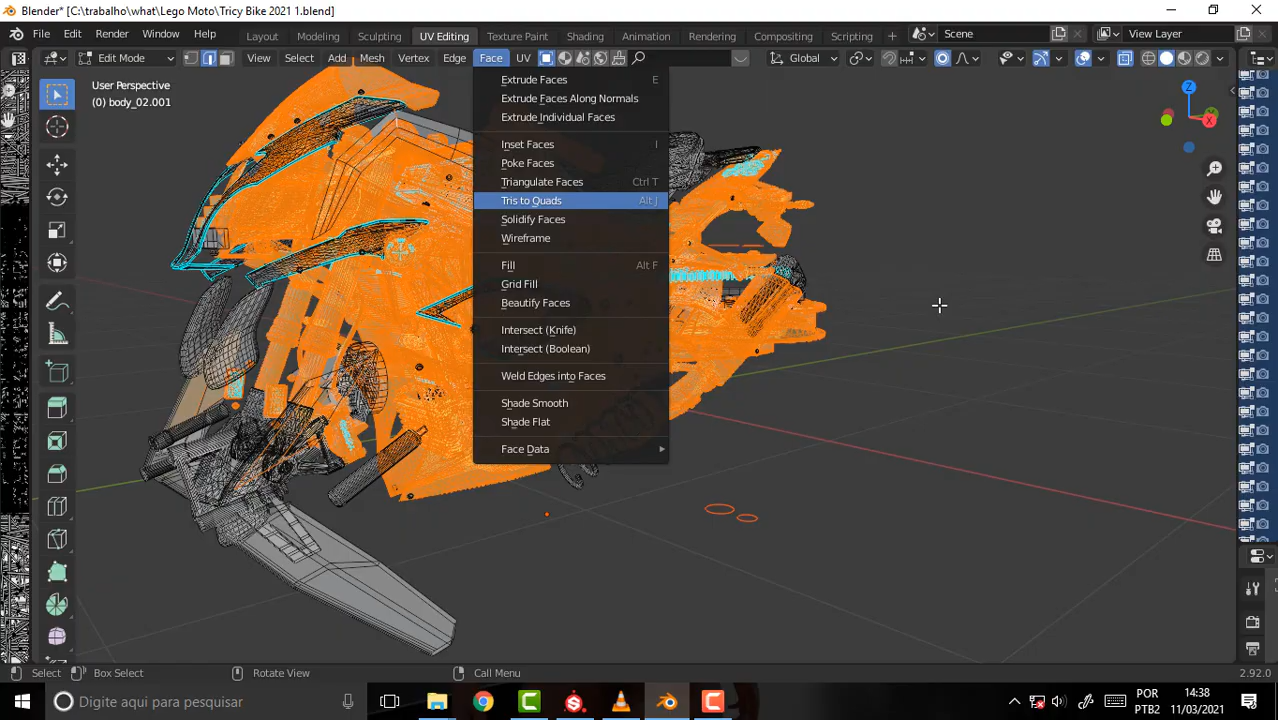 Blender* [C:\trabalho\what\Lego Moto\Tricy Bike 2021 1.blend]
File Edit Render Window Help Layout Modeling Sculpting UV Editing Texture Paint Shading Animation Rendering Compositing Scripting + Scene View Layer
Edit Mode View Select Add Mesh Vertex Edge Face UV Global
User Perspective
(0) body_02.001
Extrude Faces E
Extrude Faces Along Normals
Extrude Individual Faces
Inset Faces I
Poke Faces
Triangulate Faces Ctrl T
Tris to Quads Alt J
Solidify Faces
Wireframe
Fill Alt F
Grid Fill
Beautify Faces
Intersect (Knife)
Intersect (Boolean)
Weld Edges into Faces
Shade Smooth
Shade Flat
Face Data
Z
X
Select Box Select Rotate View Call Menu 2.92.0
Digite aqui para pesquisar
POR 14:38
PTB2 11/03/2021